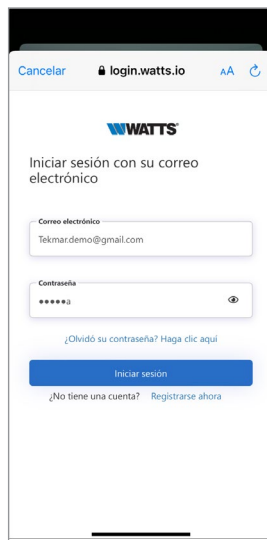 Cancelar login.watts.io AA
WATTS
Iniciar sesión con su correo
electrónico
Correo electrónico
Tekmar.demo@gmail.com
Contraseña
●●●●●a
¿Olvidó su contraseña? Haga clic aquí
Iniciar sesión
¿No tiene una cuenta? Registrarse ahora